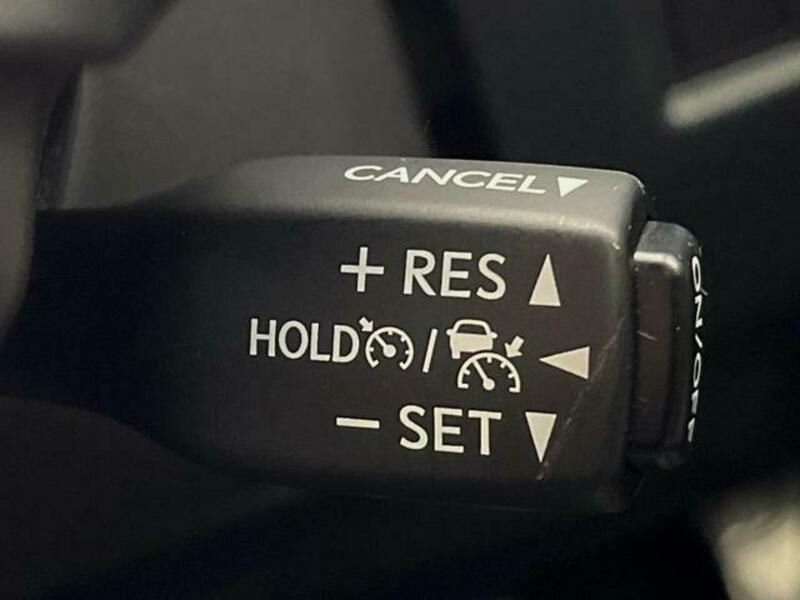 CANCEL▼
+ RES ▲
HOLD / ◀
− SET ▼
ON/OFF